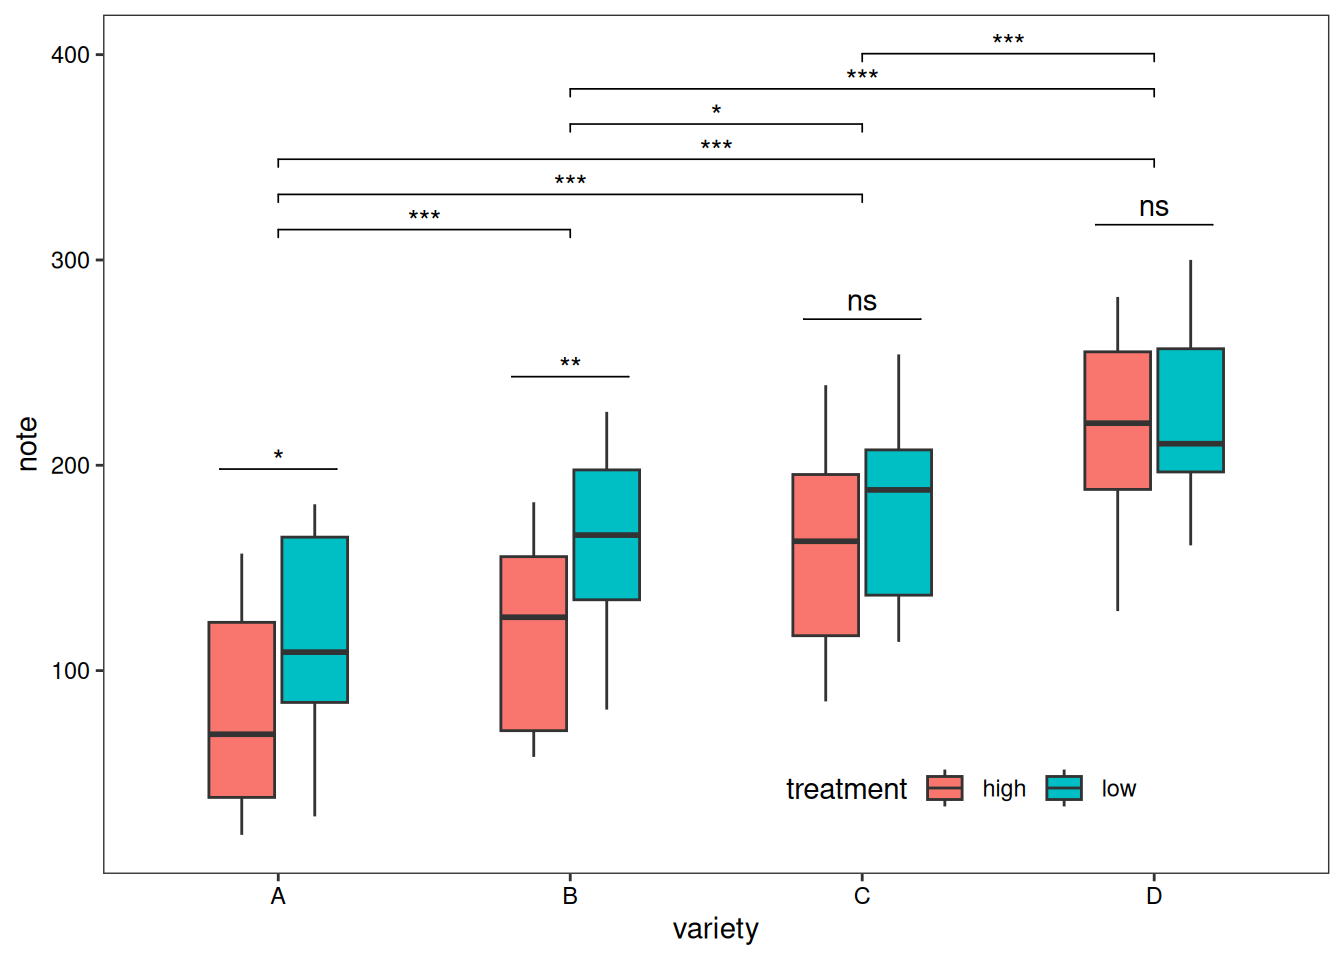 400
***
***
*
***
***
***
ns
300
ns
**
*
200
note
100
treatment high low
A B C D
variety